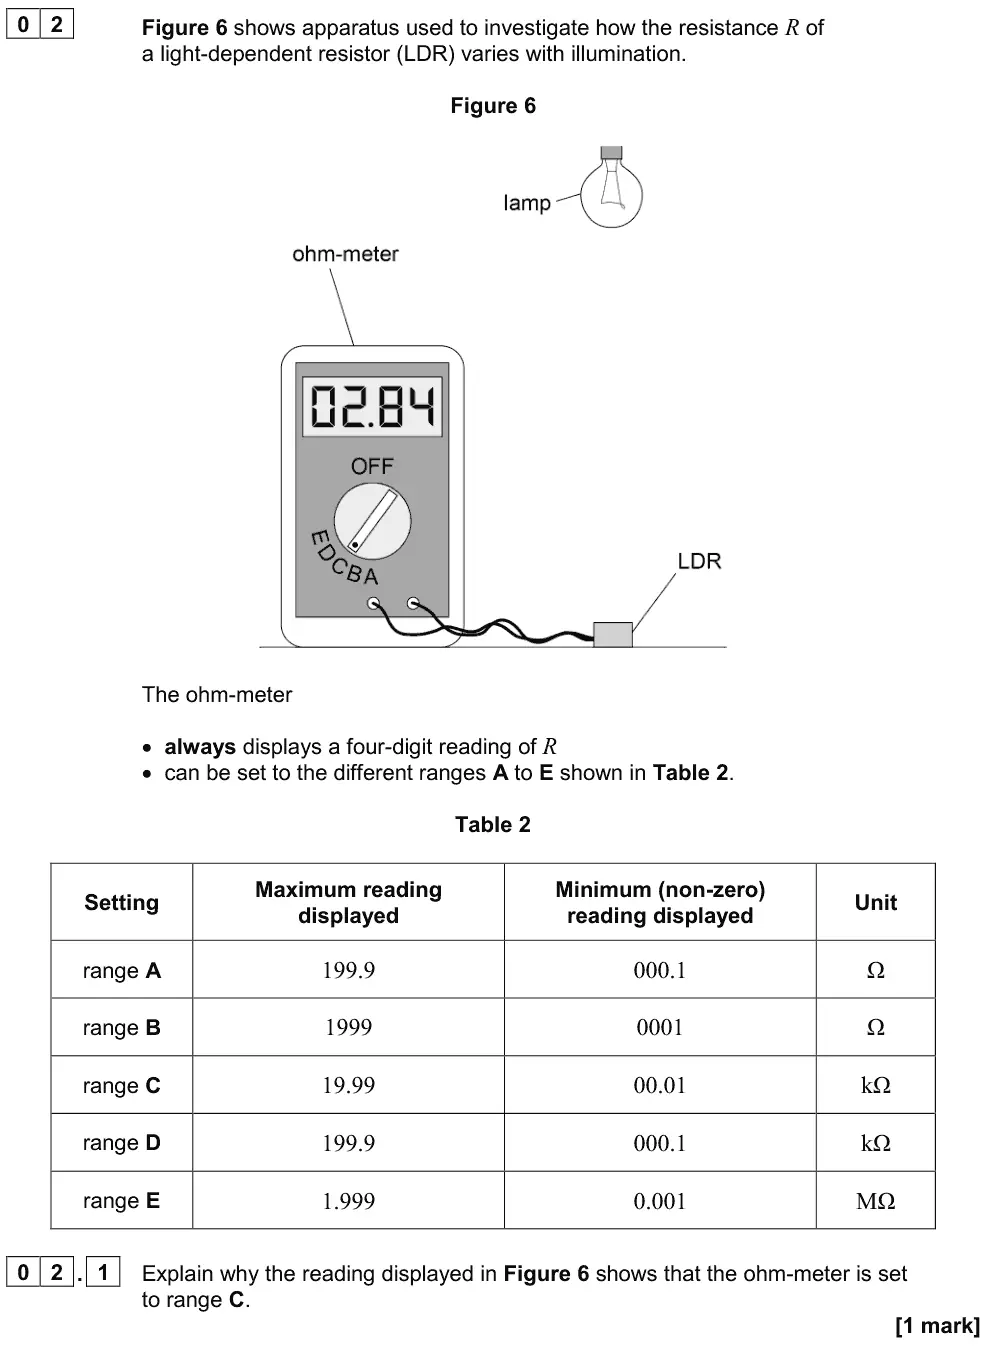 0 2 Figure 6 shows apparatus used to investigate how the resistance R of
a light-dependent resistor (LDR) varies with illumination.
Figure 6
lamp
ohm-meter
02.84
OFF
E D C B A
LDR
The ohm-meter
• always displays a four-digit reading of R
• can be set to the different ranges A to E shown in Table 2.
Table 2
Setting Maximum reading displayed Minimum (non-zero) reading displayed Unit
range A 199.9 000.1 Ω
range B 1999 0001 Ω
range C 19.99 00.01 kΩ
range D 199.9 000.1 kΩ
range E 1.999 0.001 MΩ
0 2 . 1 Explain why the reading displayed in Figure 6 shows that the ohm-meter is set
to range C.
[1 mark]